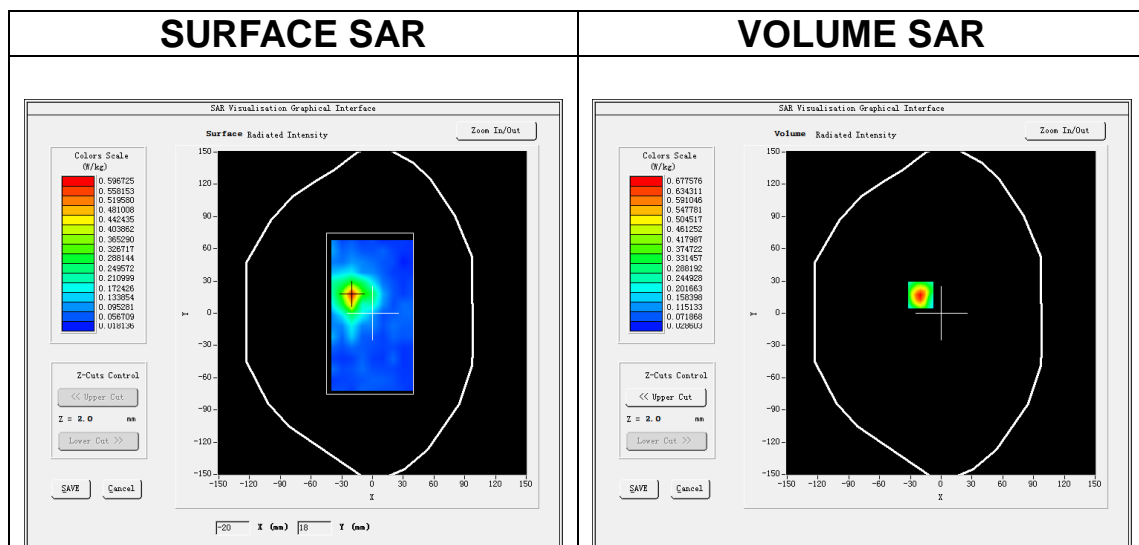 SURFACE SAR
VOLUME SAR
SAR Visualisation Graphical Interface
Surface Radiated Intensity
Zoom In/Out
Colors Scale
(W/kg)
0.596725
0.558153
0.519580
0.481008
0.442435
0.403862
0.365290
0.326717
0.288144
0.249572
0.210999
0.172426
0.133854
0.095281
0.056709
0.018136
150
120
90
60
30
0
-30
-60
-90
-120
-150
Y
-150 -120 -90 -60 -30 0 30 60 90 120 150
X
Z-Cuts Control
<< Upper Cut
Z = 2.0 mm
Lower Cut >>
SAVE Cancel
-20 X (mm) 18 Y (mm)
SAR Visualisation Graphical Interface
Volume Radiated Intensity
Zoom In/Out
Colors Scale
(W/kg)
0.677576
0.634311
0.591046
0.547781
0.504517
0.461252
0.417987
0.374722
0.331457
0.288192
0.244928
0.201663
0.158398
0.115133
0.071868
0.028603
150
120
90
60
30
0
-30
-60
-90
-120
-150
Y
-150 -120 -90 -60 -30 0 30 60 90 120 150
X
Z-Cuts Control
<< Upper Cut
Z = 2.0 mm
Lower Cut >>
SAVE Cancel